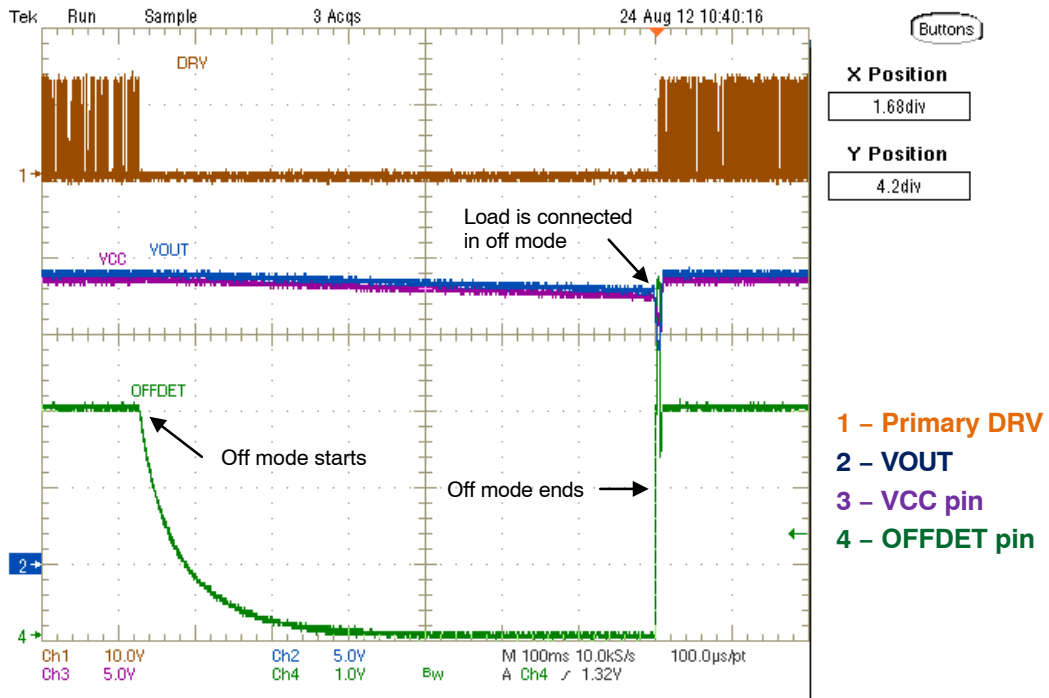 Tek Run Sample 3 Acqs 24 Aug 12 10:40:16
Buttons
X Position
1.68div
Y Position
4.2div
DRV
1
Load is connected
in off mode
VCC
VOUT
OFFDET
Off mode starts
Off mode ends
2
4
1 – Primary DRV
2 – VOUT
3 – VCC pin
4 – OFFDET pin
Ch1 10.0V Ch2 5.0V M 100ms 10.0kS/s 100.0µs/pt
Ch3 5.0V Ch4 1.0V BW A Ch4 1.32V